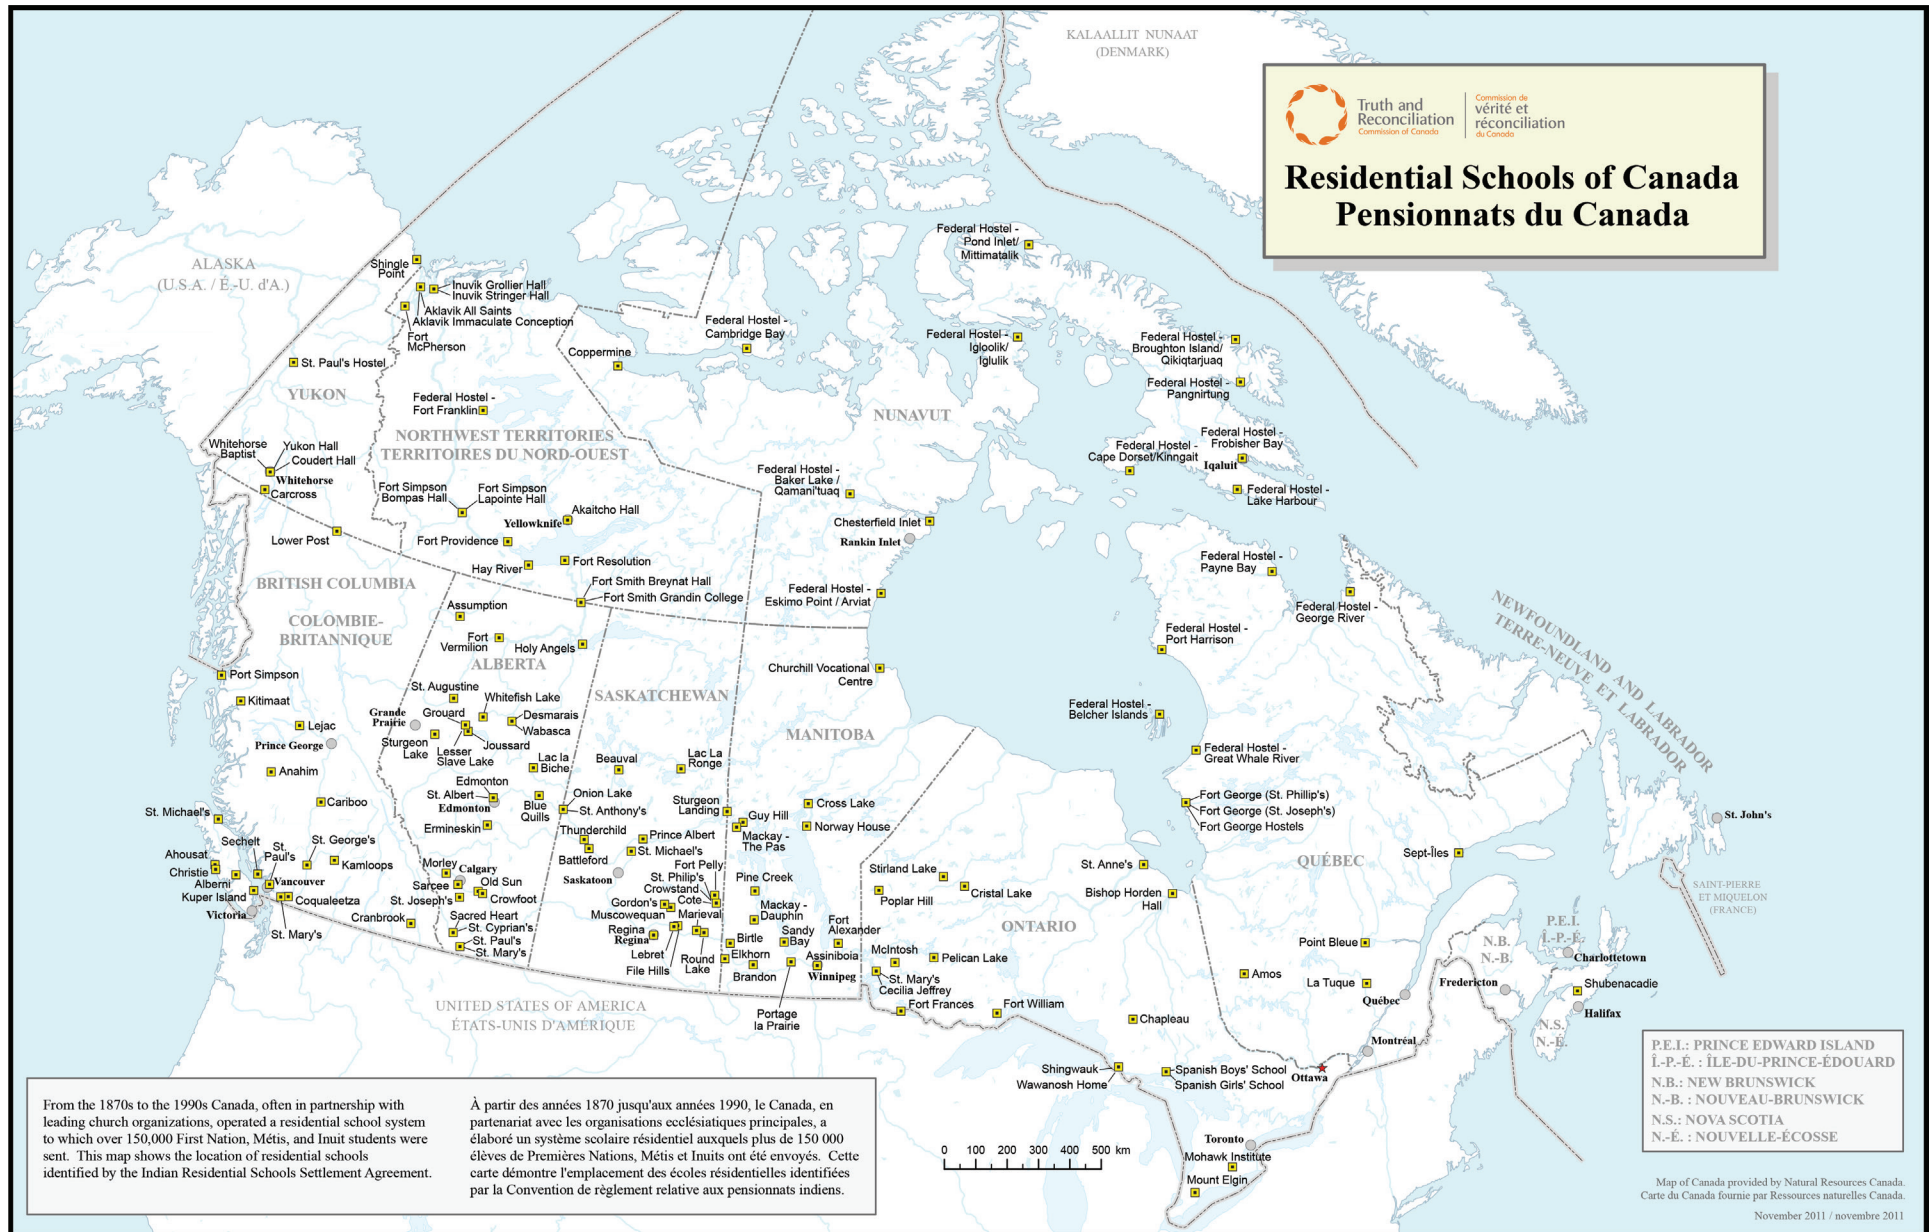 KALAALLIT NUNAAT
(DENMARK)
Truth and
Reconciliation
Commission of Canada
Commission de
vérité et
réconciliation
du Canada
Residential Schools of Canada
Pensionnats du Canada
ALASKA
(U.S.A. / É.-U. d'A.)
Shingle
Point
Inuvik Grollier Hall
Inuvik Stringer Hall
Aklavik All Saints
Aklavik Immaculate Conception
Fort
McPherson
St. Paul's Hostel
YUKON
Coppermine
Federal Hostel -
Cambridge Bay
Federal Hostel -
Pond Inlet/
Mittimatalik
Federal Hostel -
Igloolik/
Iglulik
Federal Hostel -
Broughton Island/
Qikiqtarjuaq
Federal Hostel -
Pangnirtung
Federal Hostel -
Fort Franklin
NORTHWEST TERRITORIES
TERRITOIRES DU NORD-OUEST
NUNAVUT
Federal Hostel -
Cape Dorset/Kinngait
Federal Hostel -
Frobisher Bay
Iqaluit
Federal Hostel -
Lake Harbour
Whitehorse
Baptist
Yukon Hall
Coudert Hall
Whitehorse
Carcross
Lower Post
Fort Simpson
Bompas Hall
Fort Simpson
Lapointe Hall
Akaitcho Hall
Yellowknife
Fort Providence
Hay River
Fort Resolution
Fort Smith Breynat Hall
Fort Smith Grandin College
Federal Hostel -
Baker Lake /
Qamani'tuaq
Chesterfield Inlet
Rankin Inlet
Federal Hostel -
Eskimo Point / Arviat
Federal Hostel -
Payne Bay
Federal Hostel -
George River
Federal Hostel -
Port Harrison
Federal Hostel -
Belcher Islands
Federal Hostel -
Great Whale River
NEWFOUNDLAND AND LABRADOR
TERRE-NEUVE ET LABRADOR
BRITISH COLUMBIA
COLOMBIE-
BRITANNIQUE
Assumption
Fort
Vermilion
Holy Angels
ALBERTA
SASKATCHEWAN
MANITOBA
Churchill Vocational
Centre
Port Simpson
Kitimaat
Lejac
Prince George
Anahim
Cariboo
St. Michael's
Sechelt
St.
Paul's
St. George's
Kamloops
Ahousat
Christie
Alberni
Kuper Island
Vancouver
Victoria
Coqualeetza
St. Mary's
Cranbrook
St. Augustine
Whitefish Lake
Grande
Prairie
Grouard
Desmarais
Wabasca
Sturgeon
Lake
Lesser
Slave Lake
Joussard
Lac la
Biche
Edmonton
St. Albert
Edmonton
Blue
Quills
Ermineskin
Morley
Calgary
Sarcee
Old Sun
St. Joseph's
Crowfoot
Sacred Heart
St. Cyprian's
St. Paul's
St. Mary's
Beauval
Lac La
Ronge
Onion Lake
St. Anthony's
Sturgeon
Landing
Thunderchild
Battleford
Prince Albert
St. Michael's
Saskatoon
Fort Pelly
St. Philip's
Crowstand
Cote
Gordon's
Muscowequan
Marieval
Regina
Regina
Lebret
File Hills
Round
Lake
Guy Hill
Mackay -
The Pas
Cross Lake
Norway House
Pine Creek
Mackay -
Dauphin
Sandy
Bay
Fort
Alexander
Birtle
Elkhorn
Brandon
Assiniboia
Winnipeg
Portage
la Prairie
Stirland Lake
Cristal Lake
Poplar Hill
ONTARIO
McIntosh
Pelican Lake
St. Mary's
Cecilia Jeffrey
Fort Frances
Fort William
St. Anne's
Bishop Horden
Hall
Chapleau
Shingwauk
Wawanosh Home
Spanish Boys' School
Spanish Girls' School
Ottawa
Toronto
Mohawk Institute
Mount Elgin
Fort George (St. Phillip's)
Fort George (St. Joseph's)
Fort George Hostels
QUÉBEC
Sept-Îles
Point Bleue
Amos
La Tuque
Québec
Montréal
St. John's
SAINT-PIERRE
ET MIQUELON
(FRANCE)
P.E.I.
Î.-P.-É.
N.B.
N.-B.
Charlottetown
Fredericton
Shubenacadie
Halifax
N.S.
N.-É.
UNITED STATES OF AMERICA
ÉTATS-UNIS D'AMÉRIQUE
From the 1870s to the 1990s Canada, often in partnership with
leading church organizations, operated a residential school system
to which over 150,000 First Nation, Métis, and Inuit students were
sent. This map shows the location of residential schools
identified by the Indian Residential Schools Settlement Agreement.
À partir des années 1870 jusqu'aux années 1990, le Canada, en
partenariat avec les organisations ecclésiastiques principales, a
élaboré un système scolaire résidentiel auxquels plus de 150 000
élèves de Premières Nations, Métis et Inuits ont été envoyés. Cette
carte démontre l'emplacement des écoles résidentielles identifiées
par la Convention de règlement relative aux pensionnats indiens.
0 100 200 300 400 500 km
P.E.I.: PRINCE EDWARD ISLAND
Î.-P.-É. : ÎLE-DU-PRINCE-ÉDOUARD
N.B.: NEW BRUNSWICK
N.-B. : NOUVEAU-BRUNSWICK
N.S.: NOVA SCOTIA
N.-É. : NOUVELLE-ÉCOSSE
Map of Canada provided by Natural Resources Canada.
Carte du Canada fournie par Ressources naturelles Canada.
November 2011 / novembre 2011